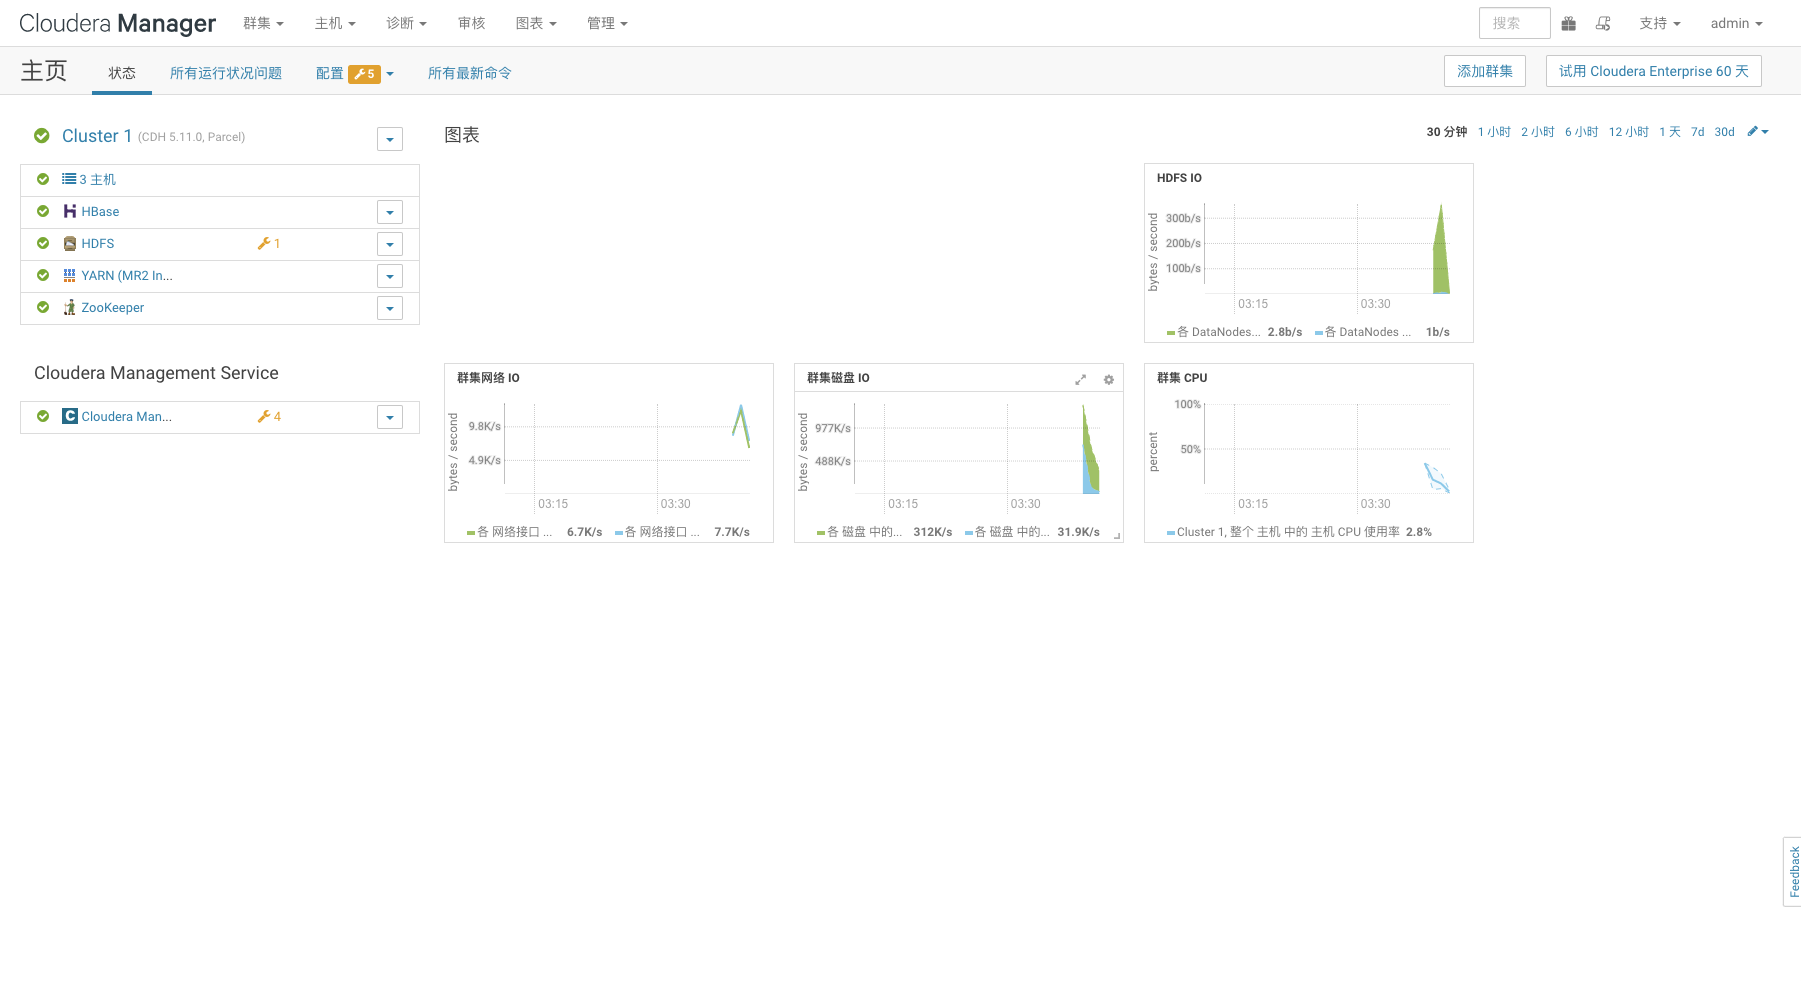 Cloudera Manager 群集 主机 诊断 审核 图表 管理 搜索 支持 admin
主页 状态 所有运行状况问题 配置 5 所有最新命令 添加群集 试用 Cloudera Enterprise 60 天
Cluster 1 (CDH 5.11.0, Parcel)
3 主机
HBase
HDFS 1
YARN (MR2 In...
ZooKeeper
Cloudera Management Service
C Cloudera Man... 4
图表
30 分钟 1 小时 2 小时 6 小时 12 小时 1 天 7d 30d
HDFS IO
bytes / second
300b/s
200b/s
100b/s
03:15 03:30
各 DataNodes... 2.8b/s 各 DataNodes ... 1b/s
群集网络 IO
bytes / second
9.8K/s
4.9K/s
03:15 03:30
各 网络接口 ... 6.7K/s 各 网络接口 ... 7.7K/s
群集磁盘 IO
bytes / second
977K/s
488K/s
03:15 03:30
各 磁盘 中的... 312K/s 各 磁盘 中的... 31.9K/s
群集 CPU
percent
100%
50%
03:15 03:30
Cluster 1, 整个 主机 中的 主机 CPU 使用率 2.8%
Feedback